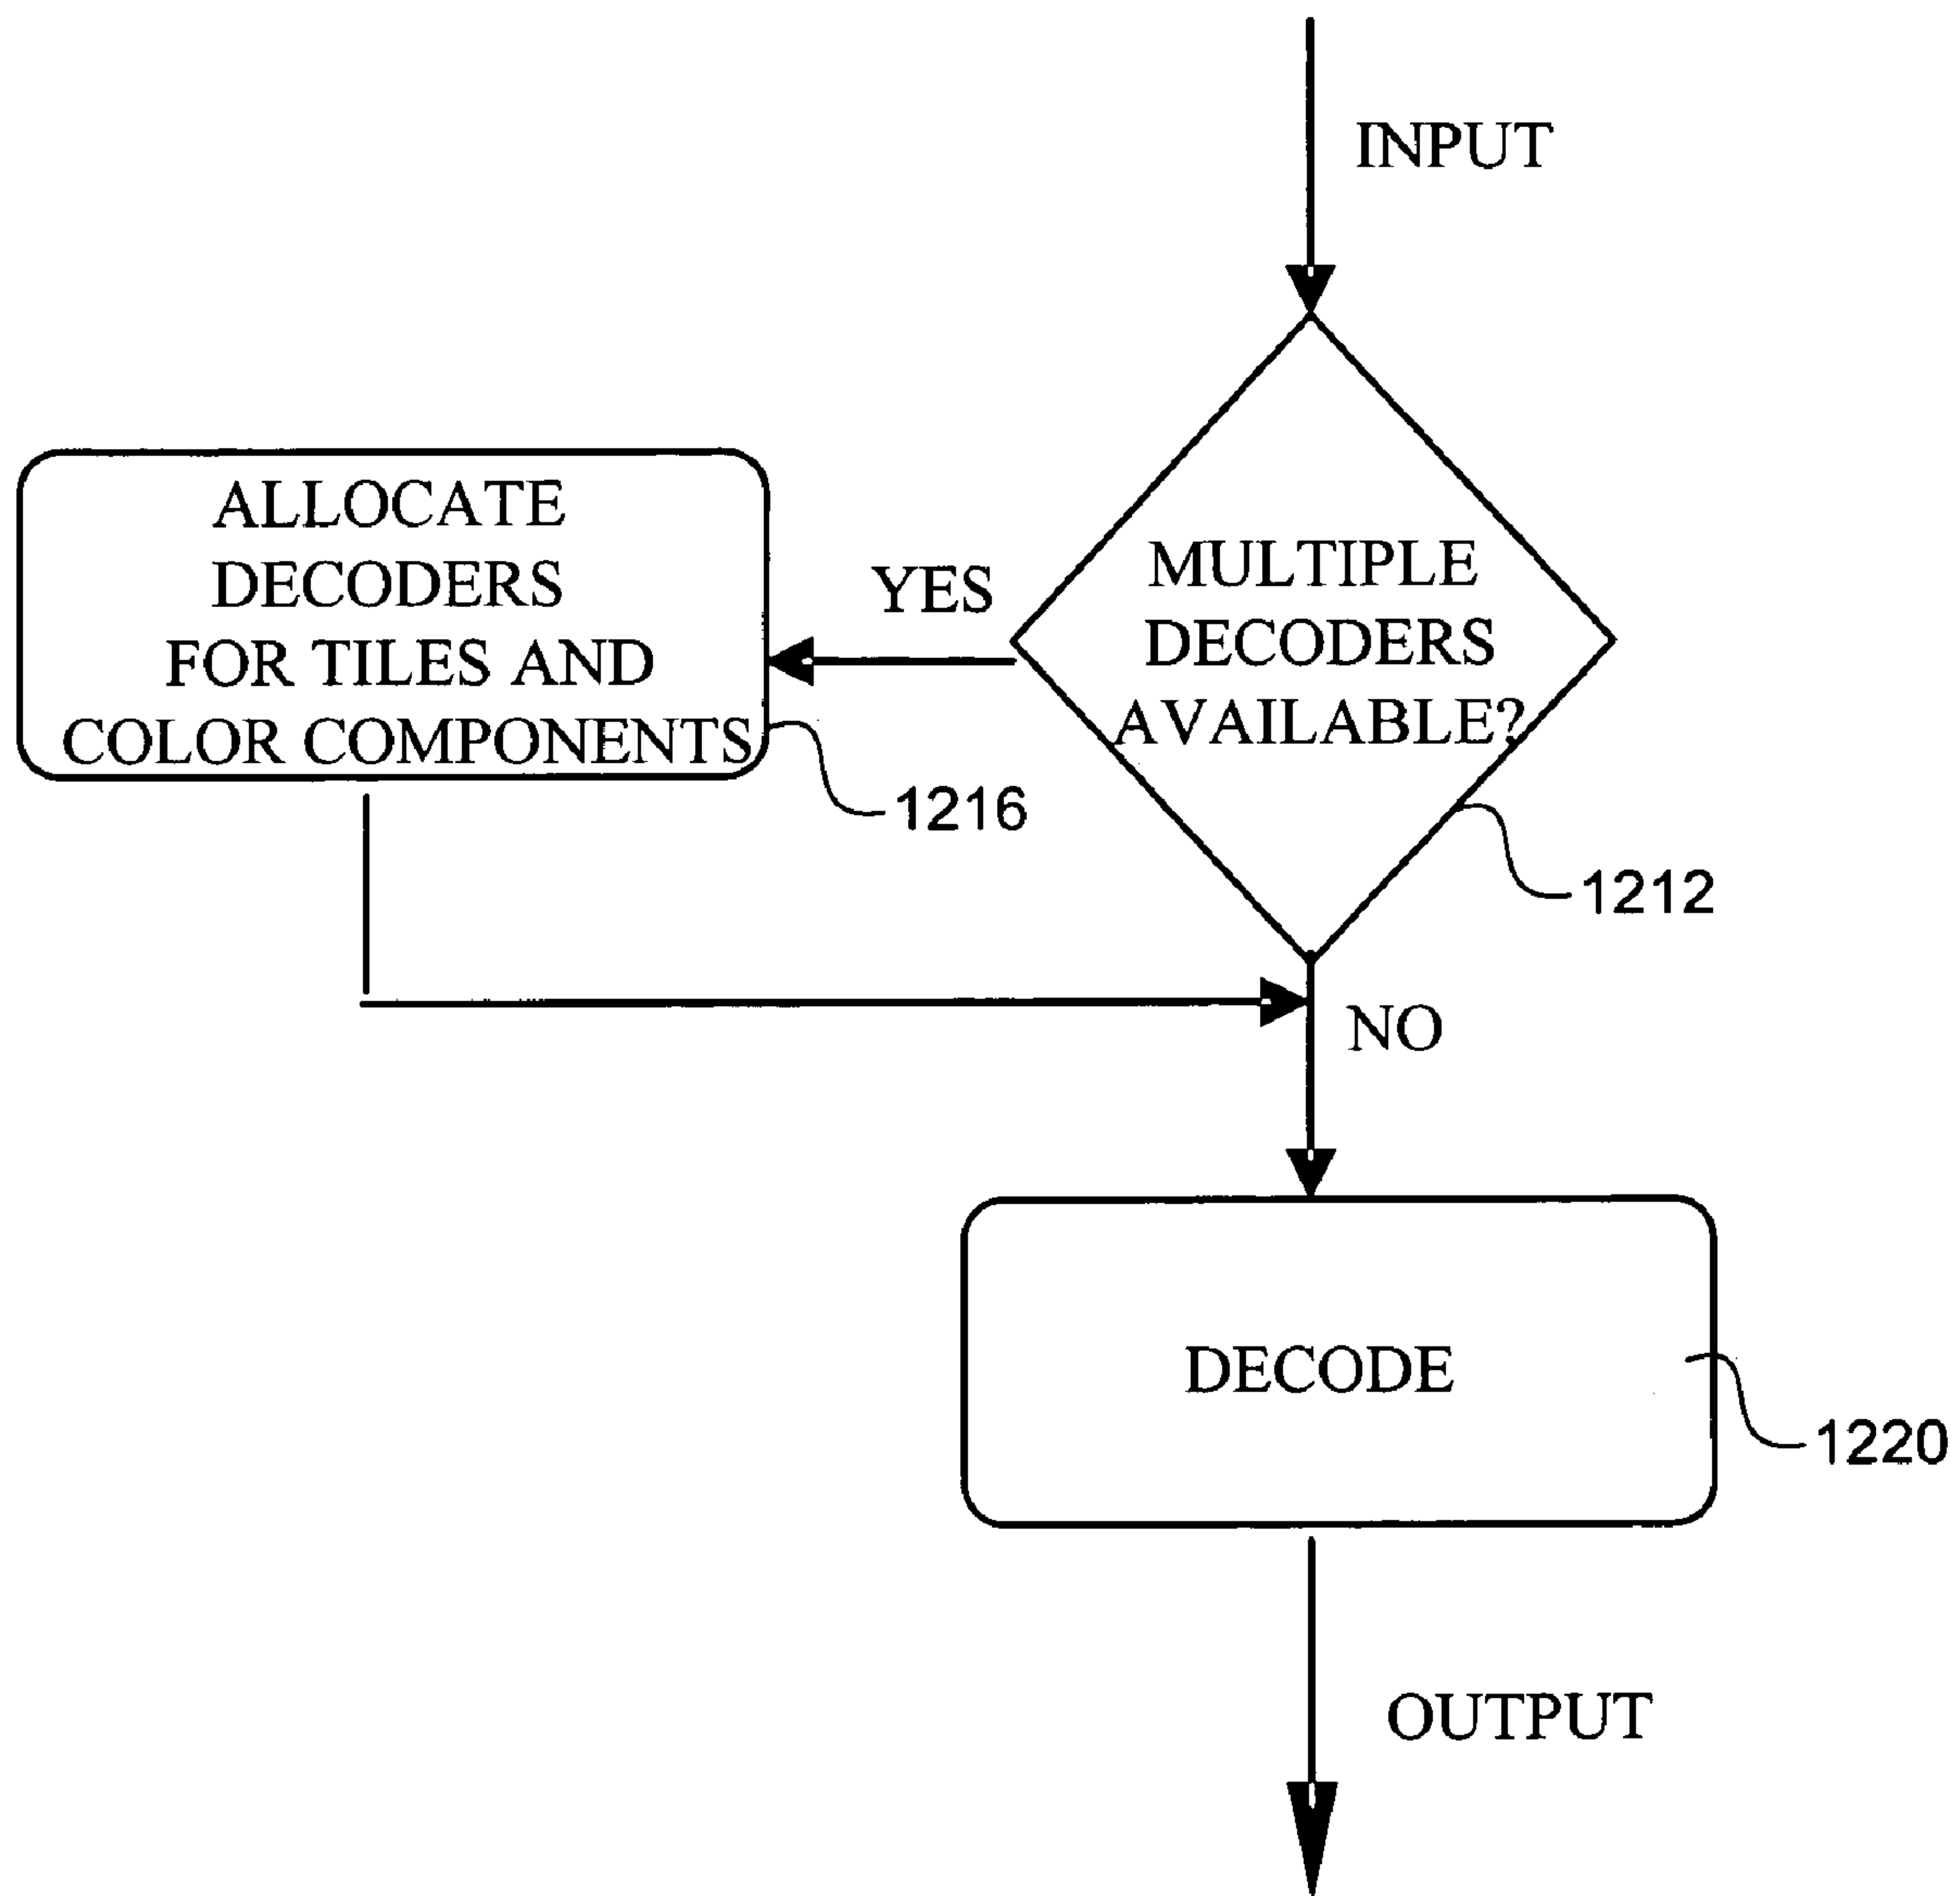 INPUT
ALLOCATE
DECODERS
FOR TILES AND
COLOR COMPONENTS
YES
MULTIPLE
DECODERS
AVAILABLE?
1216
1212
NO
DECODE
1220
OUTPUT